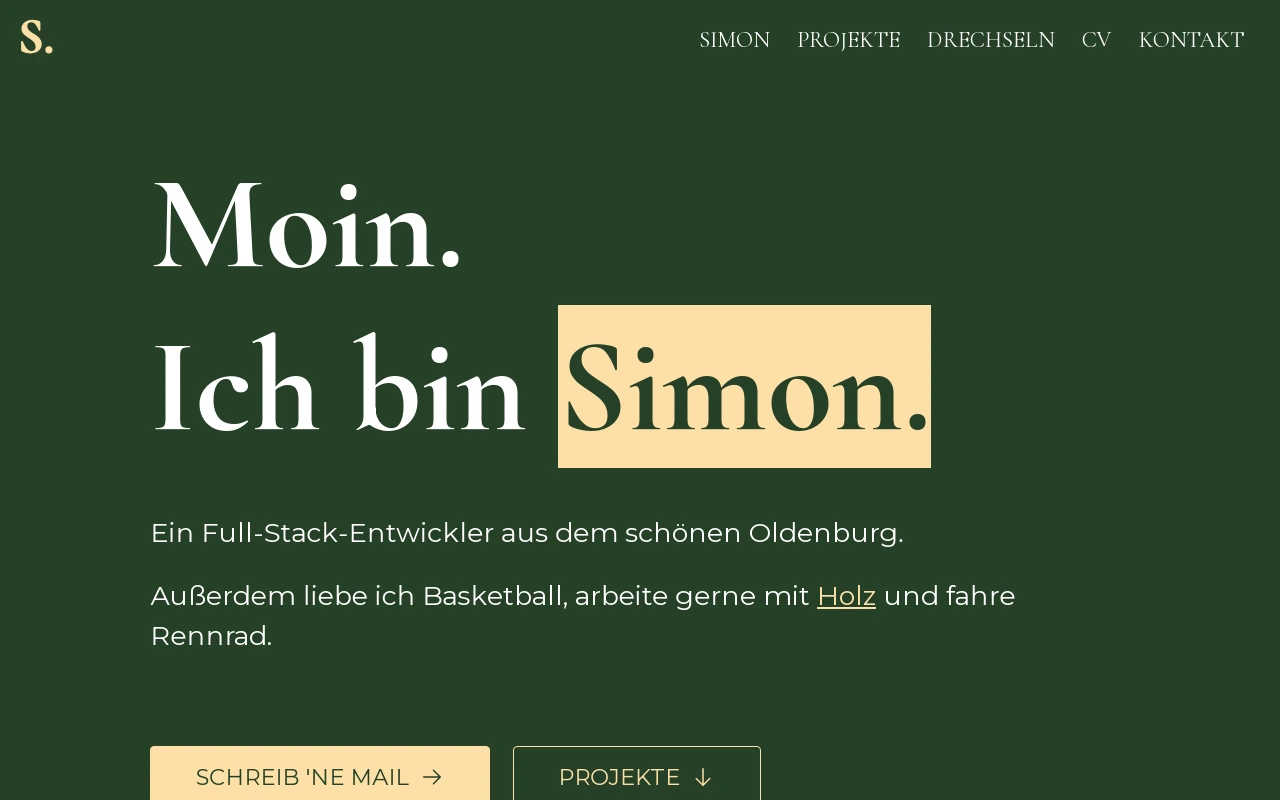 S.
SIMON PROJEKTE DRECHSELN CV KONTAKT
Moin.
Ich bin Simon.
Ein Full-Stack-Entwickler aus dem schönen Oldenburg.
Außerdem liebe ich Basketball, arbeite gerne mit Holz und fahre
Rennrad.
SCHREIB 'NE MAIL → PROJEKTE ↓